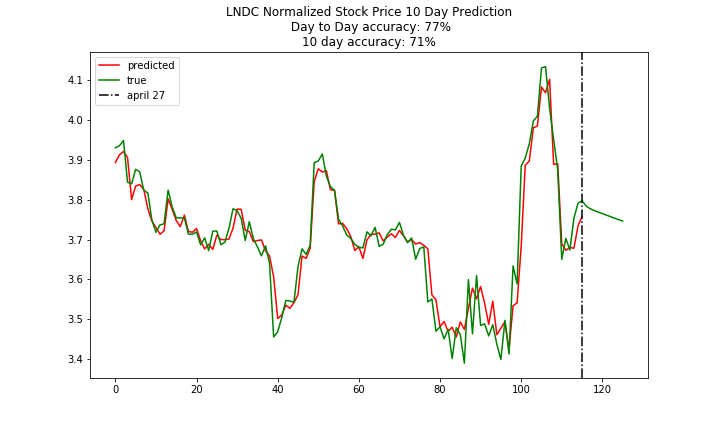 LNDC Normalized Stock Price 10 Day Prediction
Day to Day accuracy: 77%
10 day accuracy: 71%
predicted
true
april 27
4.1
4.0
3.9
3.8
3.7
3.6
3.5
3.4
0 20 40 60 80 100 120